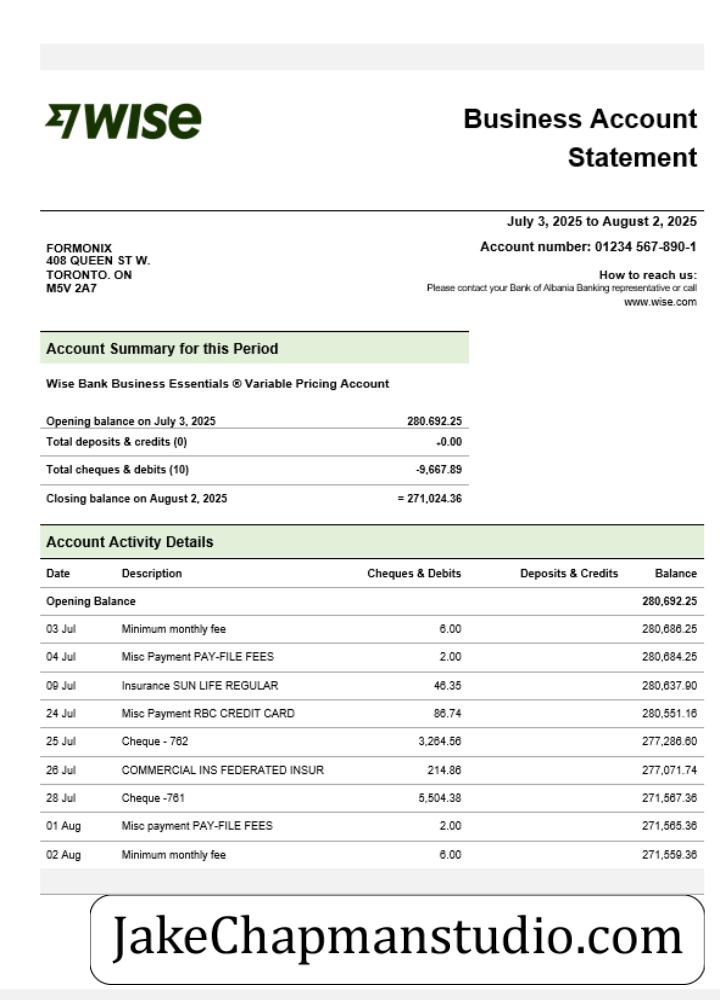 WISE
Business Account
Statement
July 3, 2025 to August 2, 2025
Account number: 01234 567-890-1
FORMONIX
408 QUEEN ST W.
TORONTO. ON
M5V 2A7
How to reach us:
Please contact your Bank of Albania Banking representative or call
www.wise.com
Account Summary for this Period
Wise Bank Business Essentials ® Variable Pricing Account
Opening balance on July 3, 2025 280.692.25
Total deposits & credits (0) -0.00
Total cheques & debits (10) -9,667.89
Closing balance on August 2, 2025 = 271,024.36
Account Activity Details
Date Description Cheques & Debits Deposits & Credits Balance
Opening Balance 280,692.25
03 Jul Minimum monthly fee 6.00 280,686.25
04 Jul Misc Payment PAY-FILE FEES 2.00 280,684.25
09 Jul Insurance SUN LIFE REGULAR 46.35 280,637.90
24 Jul Misc Payment RBC CREDIT CARD 86.74 280,551.16
25 Jul Cheque - 762 3,264.56 277,286.60
26 Jul COMMERCIAL INS FEDERATED INSUR 214.86 277,071.74
28 Jul Cheque -761 5,504.38 271,567.36
01 Aug Misc payment PAY-FILE FEES 2.00 271,565.36
02 Aug Minimum monthly fee 6.00 271,559.36
JakeChapmanstudio.com